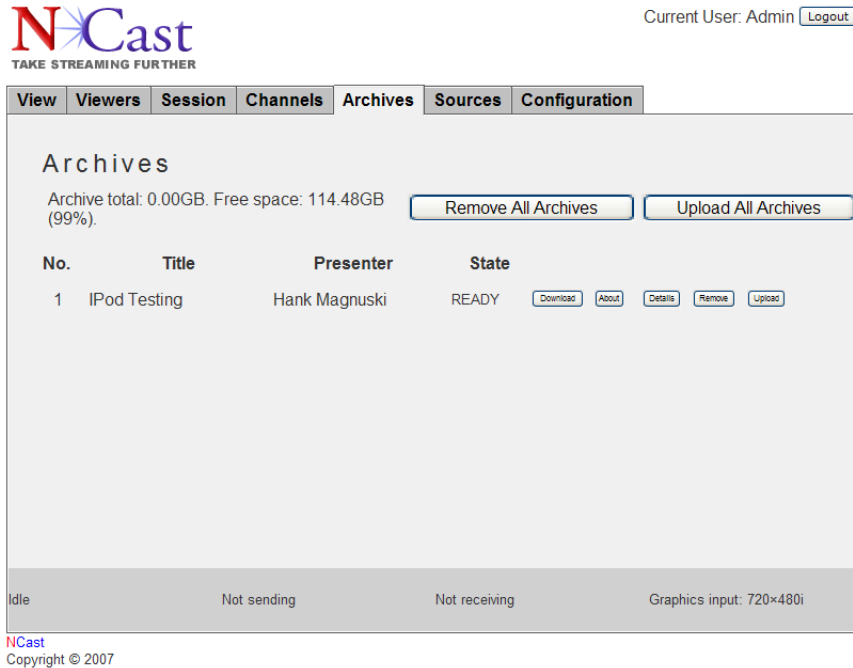 NCast
TAKE STREAMING FURTHER
Current User: Admin Logout
View Viewers Session Channels Archives Sources Configuration
Archives
Archive total: 0.00GB. Free space: 114.48GB
(99%).
Remove All Archives Upload All Archives
No. Title Presenter State
1 IPod Testing Hank Magnuski READY Download About Details Remove Upload
Idle Not sending Not receiving Graphics input: 720×480i
NCast
Copyright © 2007